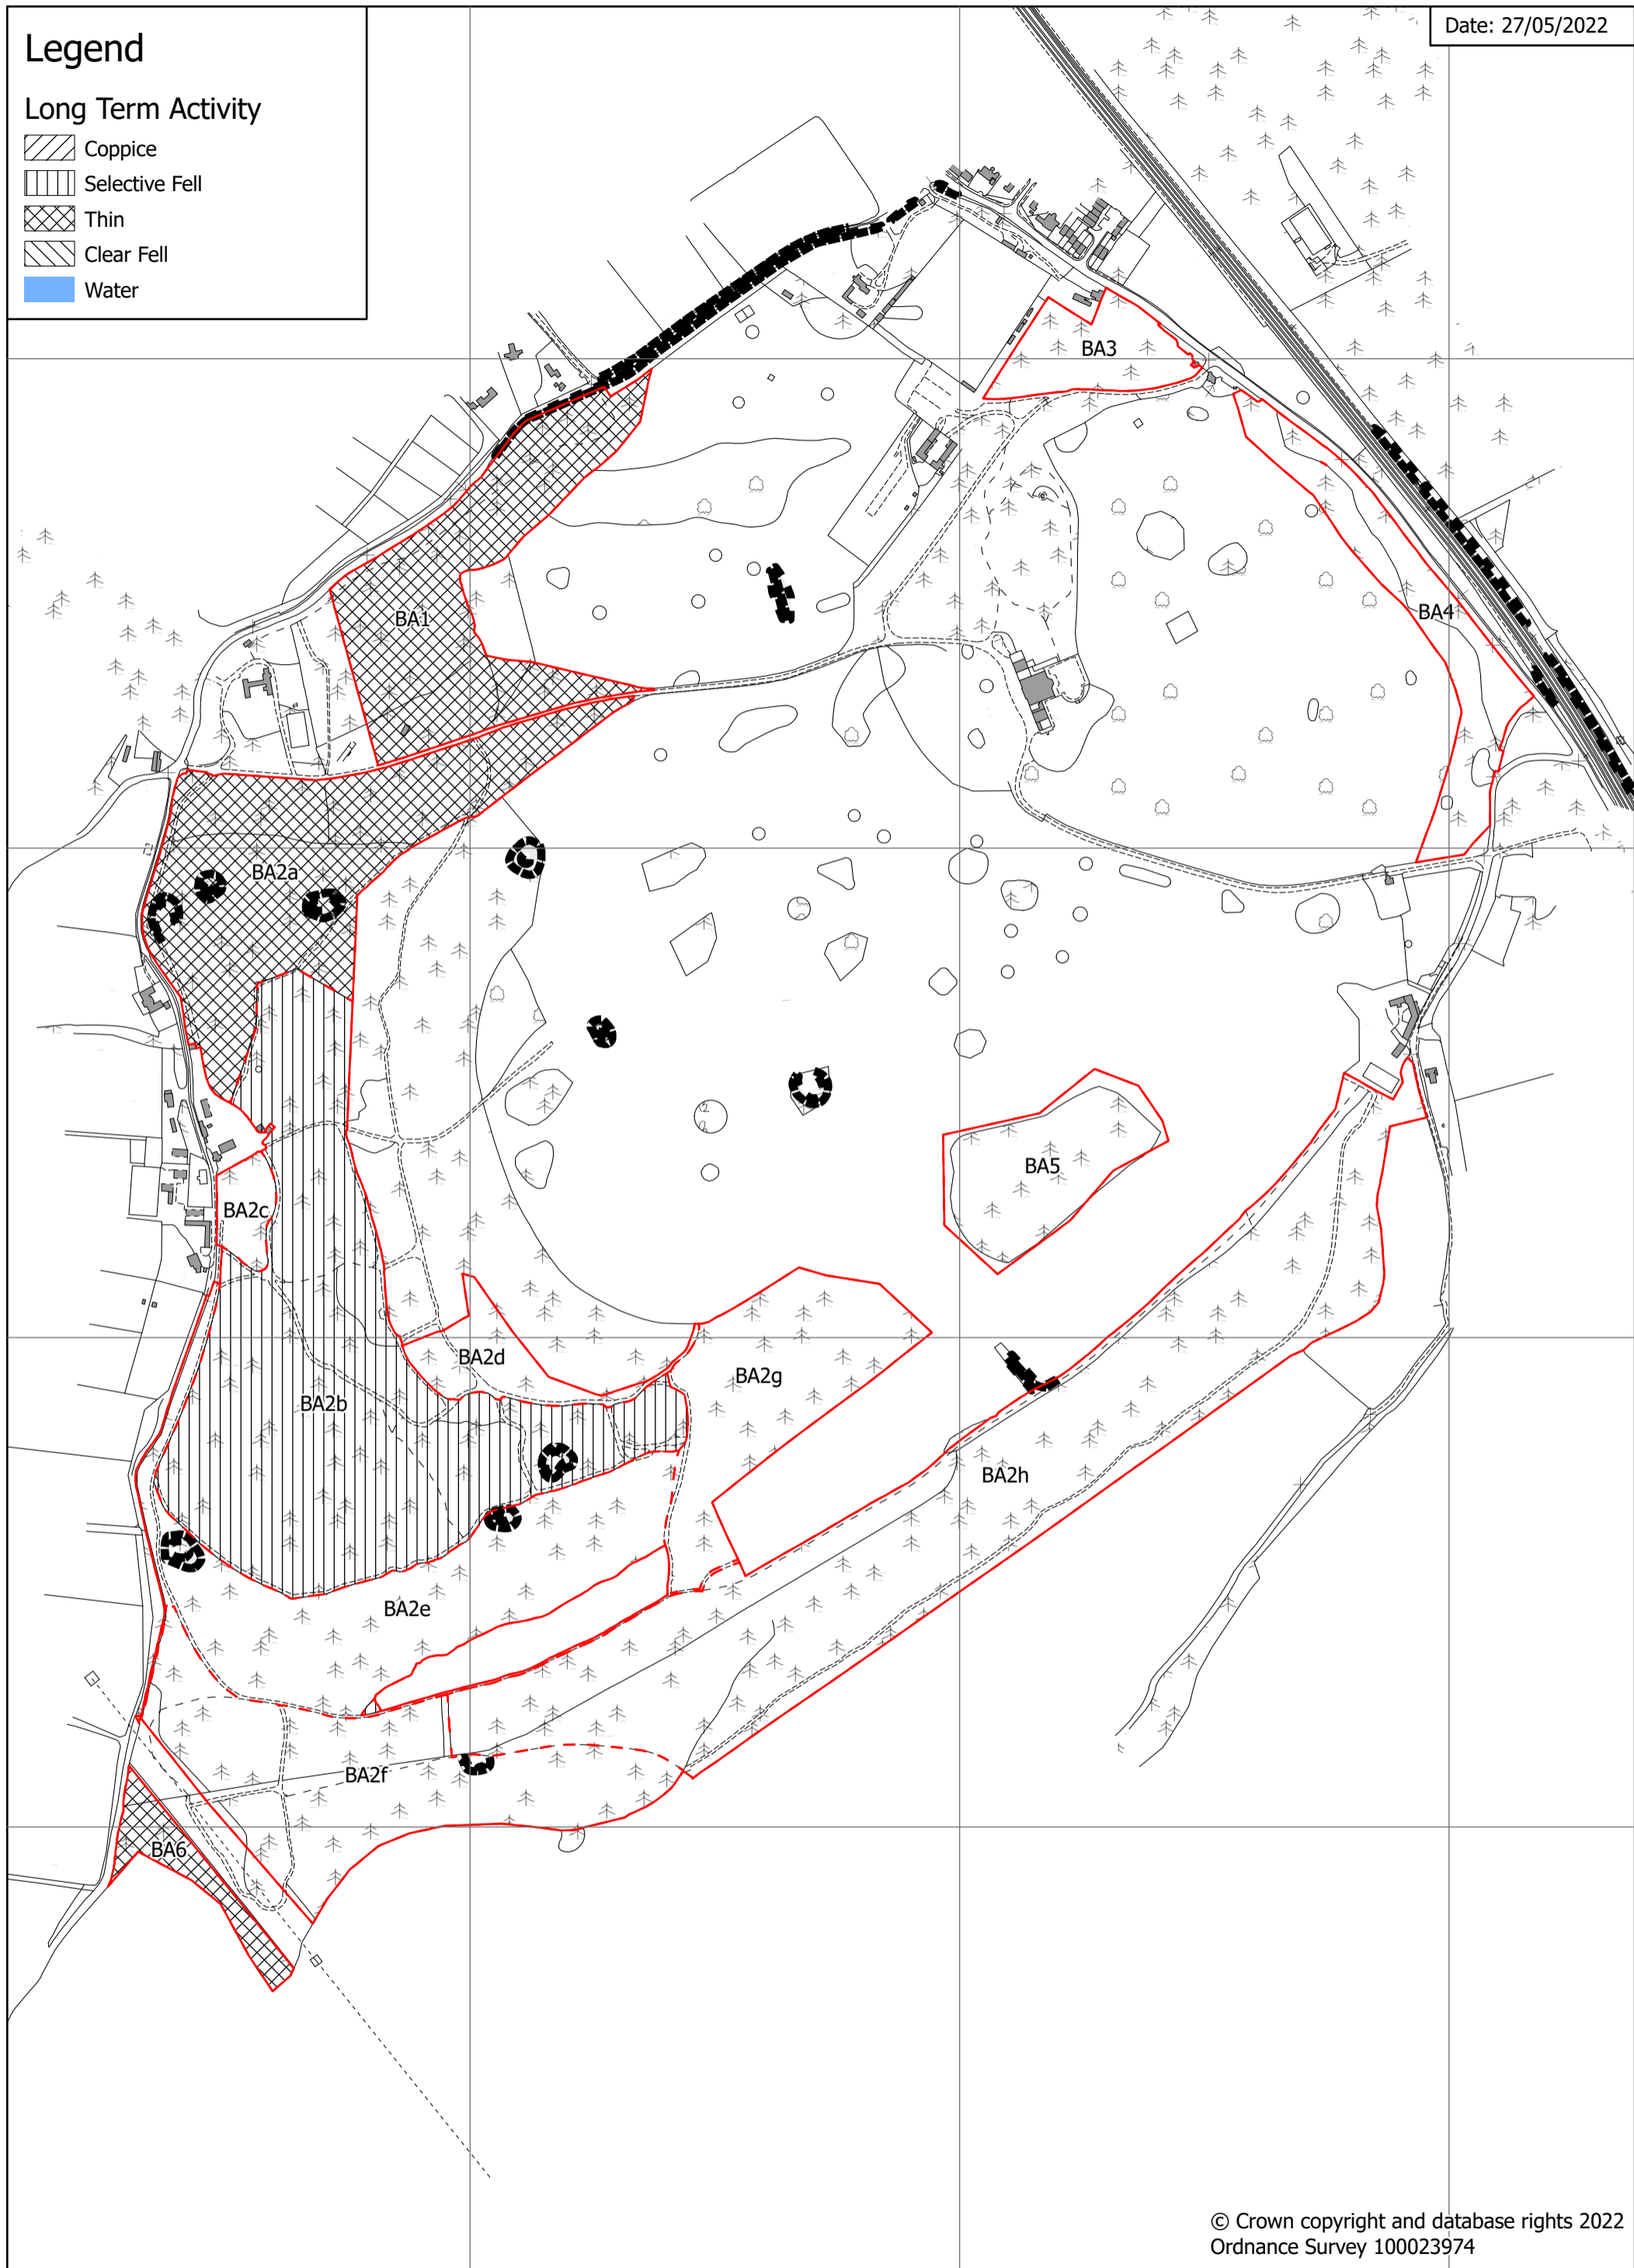 Legend
Long Term Activity
Coppice
Selective Fell
Thin
Clear Fell
Water
Date: 27/05/2022
BA3
BA1
BA4
BA2a
BA5
BA2c
BA2d
BA2g
BA2b
BA2h
BA2e
BA2f
BA6
© Crown copyright and database rights 2022
Ordnance Survey 100023974